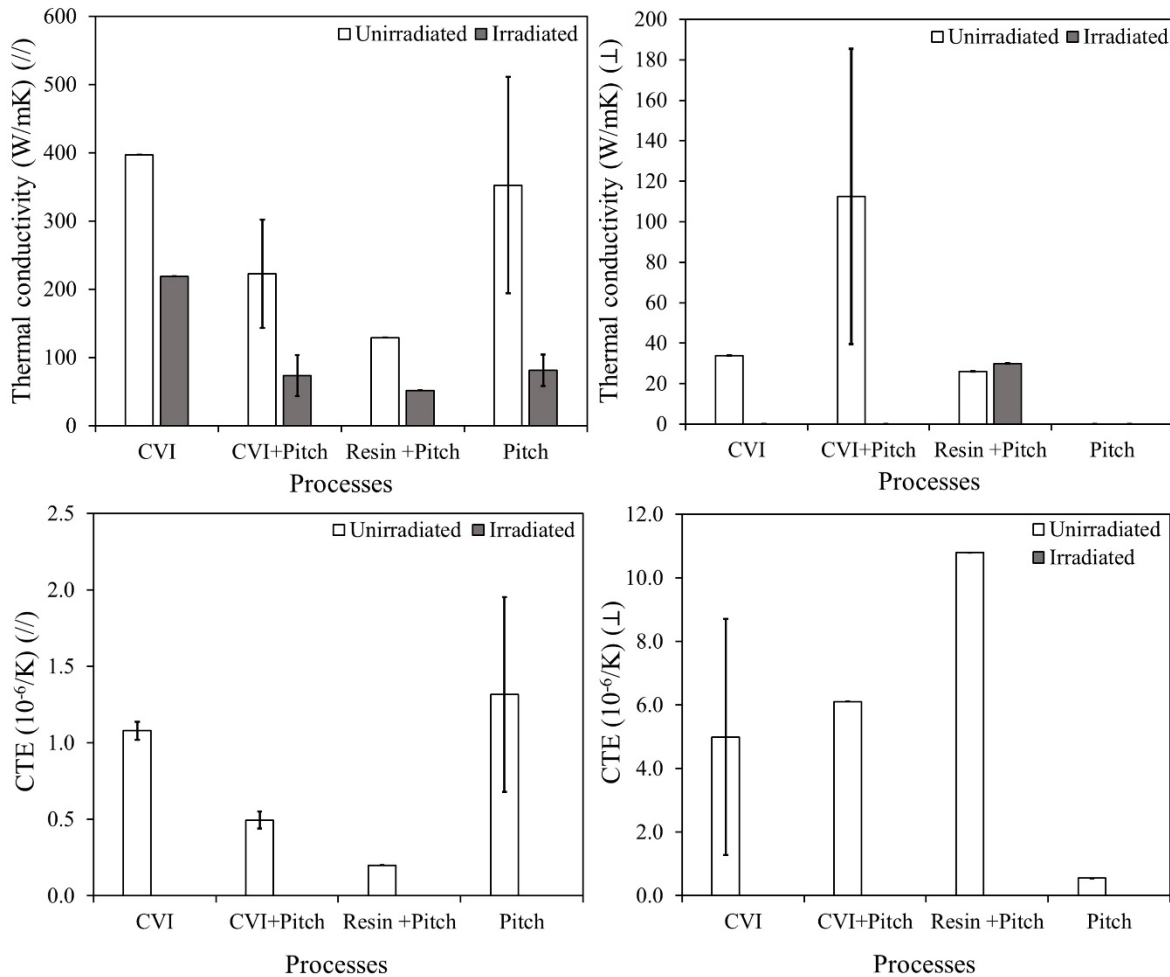 Thermal conductivity (W/mK) (//)
600
500
400
300
200
100
0
Unirradiated Irradiated
CVI CVI+Pitch Resin +Pitch Pitch
Processes
Thermal conductivity (W/mK) (⊥)
200
180
160
140
120
100
80
60
40
20
0
Unirradiated Irradiated
CVI CVI+Pitch Resin +Pitch Pitch
Processes
CTE (10⁻⁶/K) (//)
2.5
2.0
1.5
1.0
0.5
0.0
Unirradiated Irradiated
CVI CVI+Pitch Resin +Pitch Pitch
Processes
CTE (10⁻⁶/K) (⊥)
12.0
10.0
8.0
6.0
4.0
2.0
0.0
Unirradiated
Irradiated
CVI CVI+Pitch Resin +Pitch Pitch
Processes